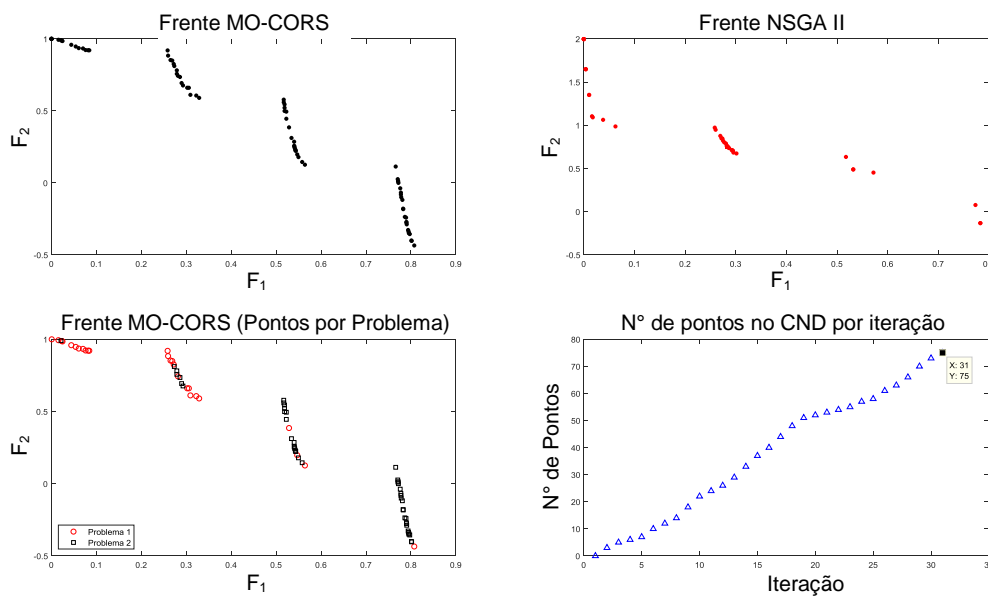 Frente MO-CORS
F2
1
0.5
0
-0.5
0 0.1 0.2 0.3 0.4 0.5 0.6 0.7 0.8 0.9
F1
Frente NSGA II
F2
2
1.5
1
0.5
0
-0.5
0 0.1 0.2 0.3 0.4 0.5 0.6 0.7 0.8
F1
Frente MO-CORS (Pontos por Problema)
F2
1
0.5
0
-0.5
Problema 1
Problema 2
0 0.1 0.2 0.3 0.4 0.5 0.6 0.7 0.8 0.9
F1
N° de pontos no CND por iteração
N° de Pontos
80
70
60
50
40
30
20
10
0
X: 31
Y: 75
0 5 10 15 20 25 30 35
Iteração